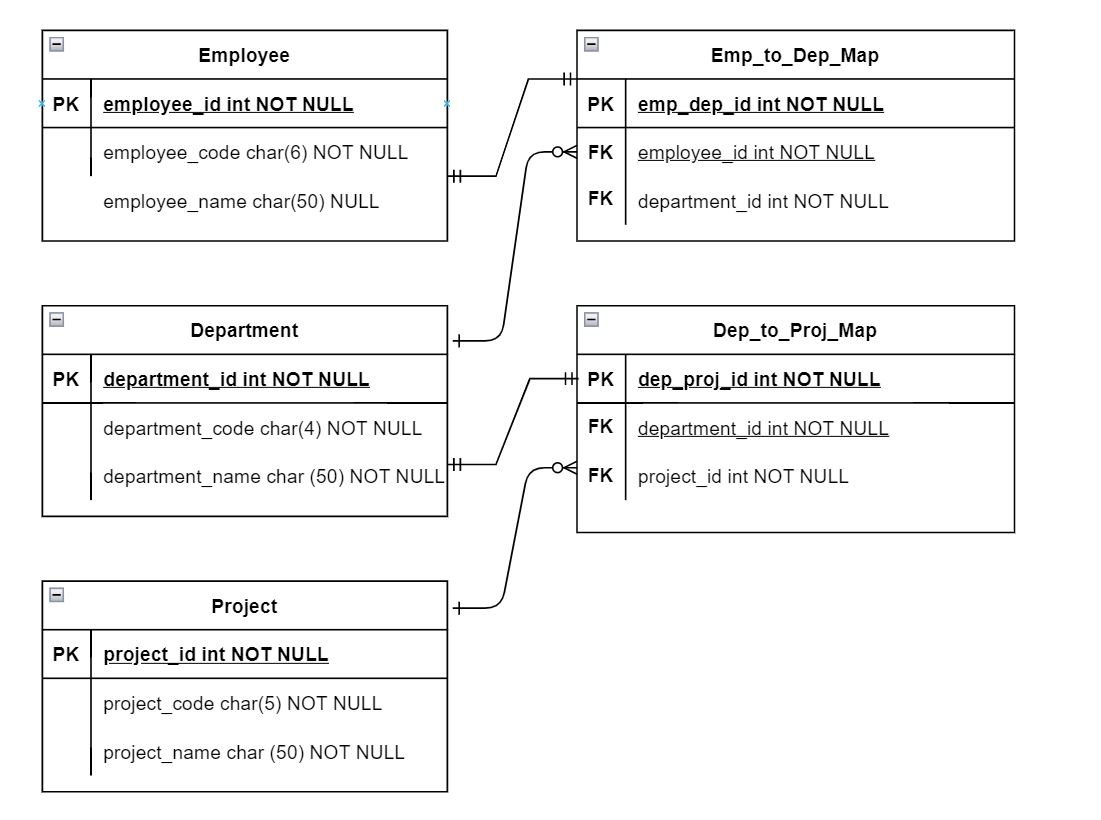 Employee
PK employee_id int NOT NULL
employee_code char(6) NOT NULL
employee_name char(50) NULL
Emp_to_Dep_Map
PK emp_dep_id int NOT NULL
FK employee_id int NOT NULL
FK department_id int NOT NULL
Department
PK department_id int NOT NULL
department_code char(4) NOT NULL
department_name char (50) NOT NULL
Dep_to_Proj_Map
PK dep_proj_id int NOT NULL
FK department_id int NOT NULL
FK project_id int NOT NULL
Project
PK project_id int NOT NULL
project_code char(5) NOT NULL
project_name char (50) NOT NULL